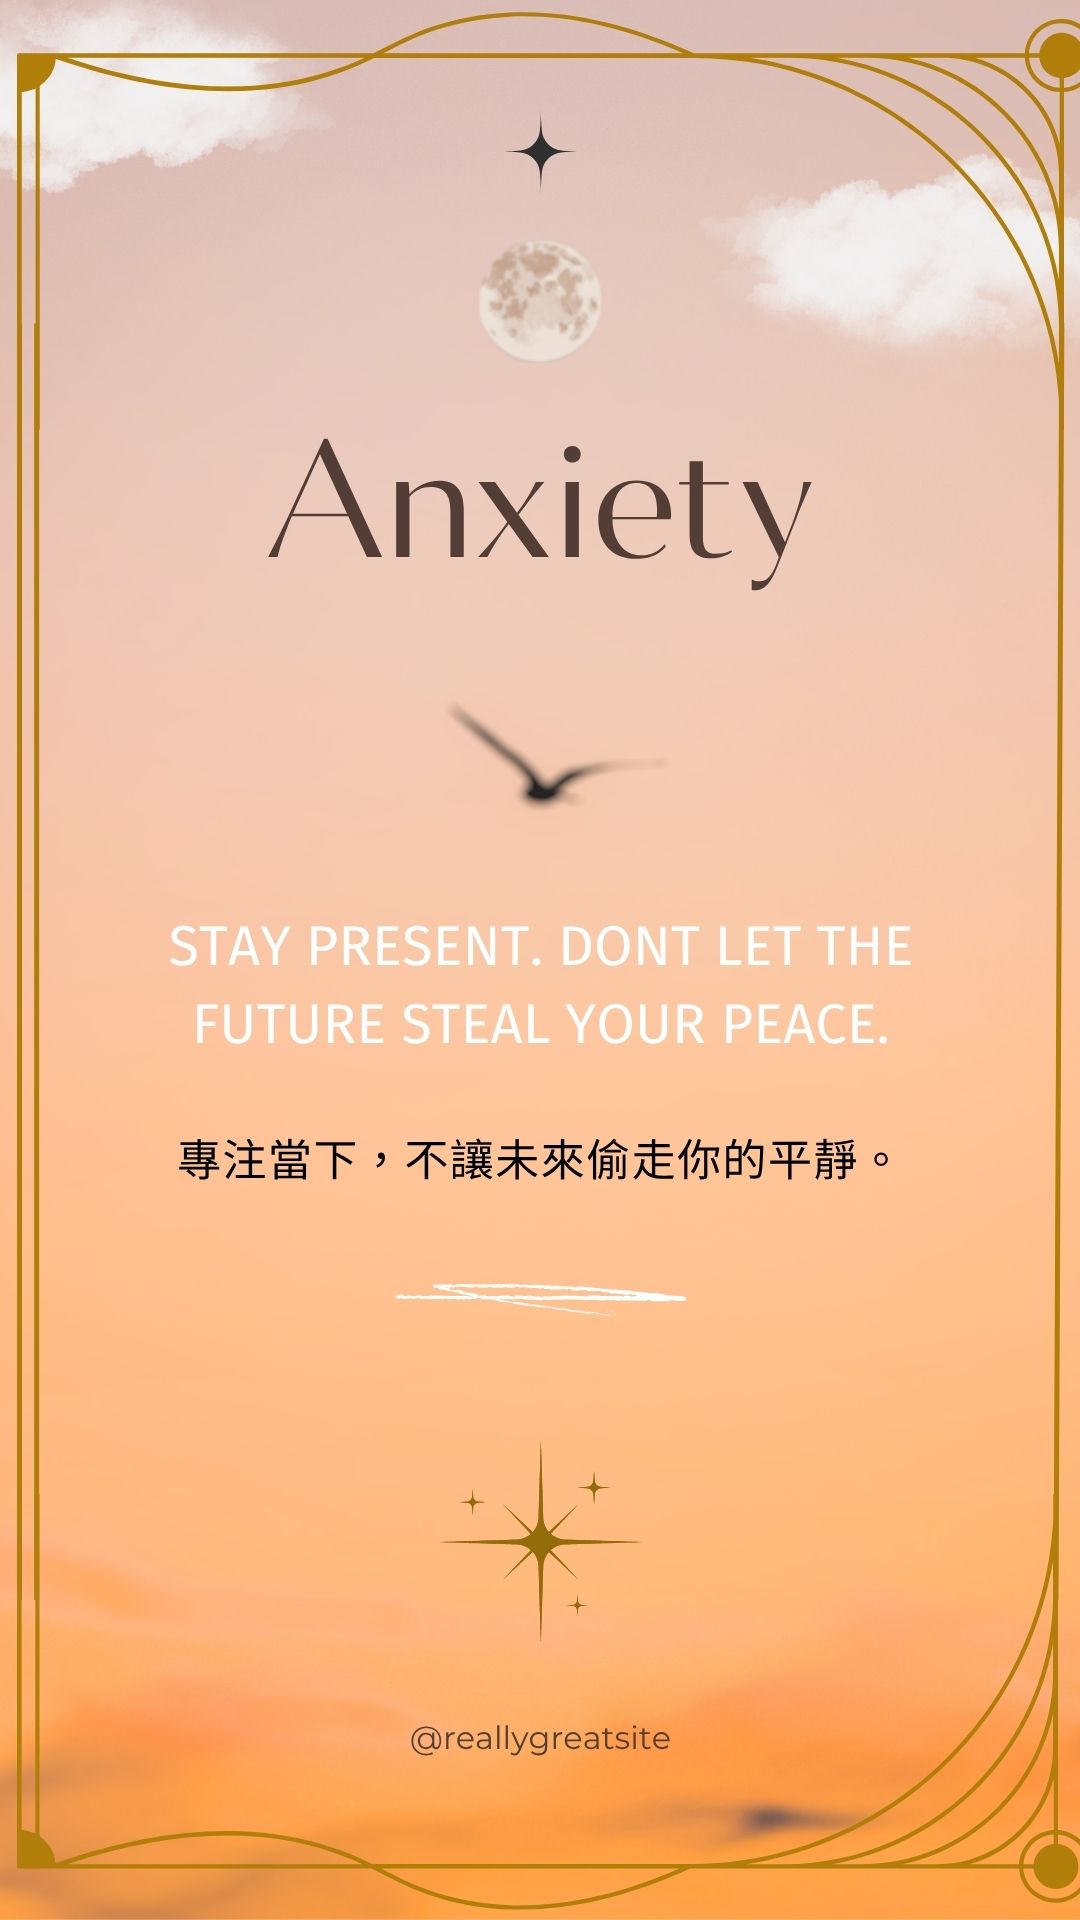 Anxiety
STAY PRESENT. DONT LET THE
FUTURE STEAL YOUR PEACE.
專注當下，不讓未來偷走你的平靜。
@reallygreatsite